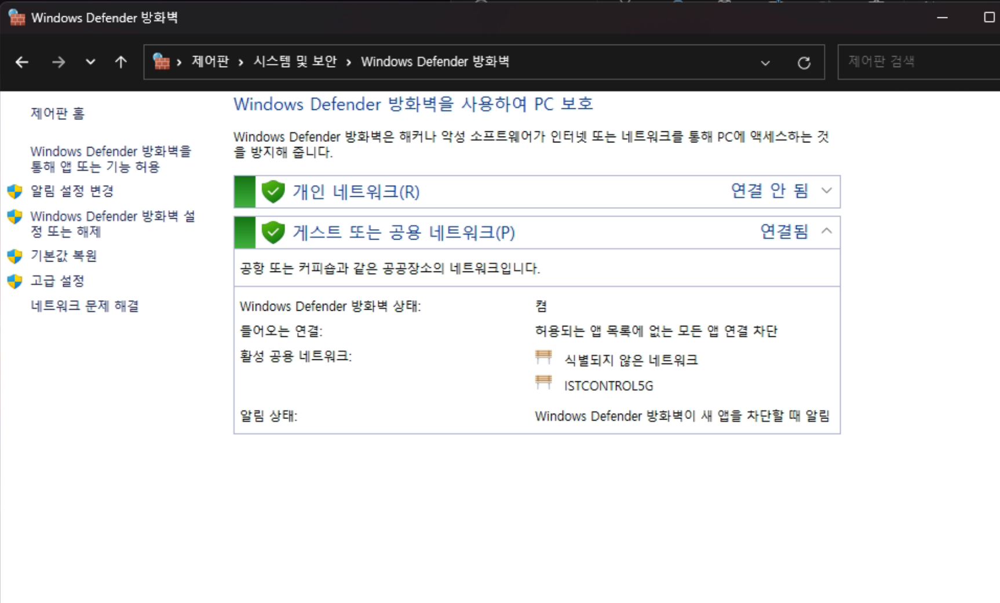 Windows Defender 방화벽
제어판 > 시스템 및 보안 > Windows Defender 방화벽
제어판 검색
제어판 홈
Windows Defender 방화벽을
통해 앱 또는 기능 허용
알림 설정 변경
Windows Defender 방화벽 설
정 또는 해제
기본값 복원
고급 설정
네트워크 문제 해결
Windows Defender 방화벽을 사용하여 PC 보호
Windows Defender 방화벽은 해커나 악성 소프트웨어가 인터넷 또는 네트워크를 통해 PC에 액세스하는 것
을 방지해 줍니다.
개인 네트워크(R) 연결 안 됨
게스트 또는 공용 네트워크(P) 연결됨
공항 또는 커피숍과 같은 공공장소의 네트워크입니다.
Windows Defender 방화벽 상태: 켬
들어오는 연결: 허용되는 앱 목록에 없는 모든 앱 연결 차단
활성 공용 네트워크: 식별되지 않은 네트워크
ISTCONTROL5G
알림 상태: Windows Defender 방화벽이 새 앱을 차단할 때 알림